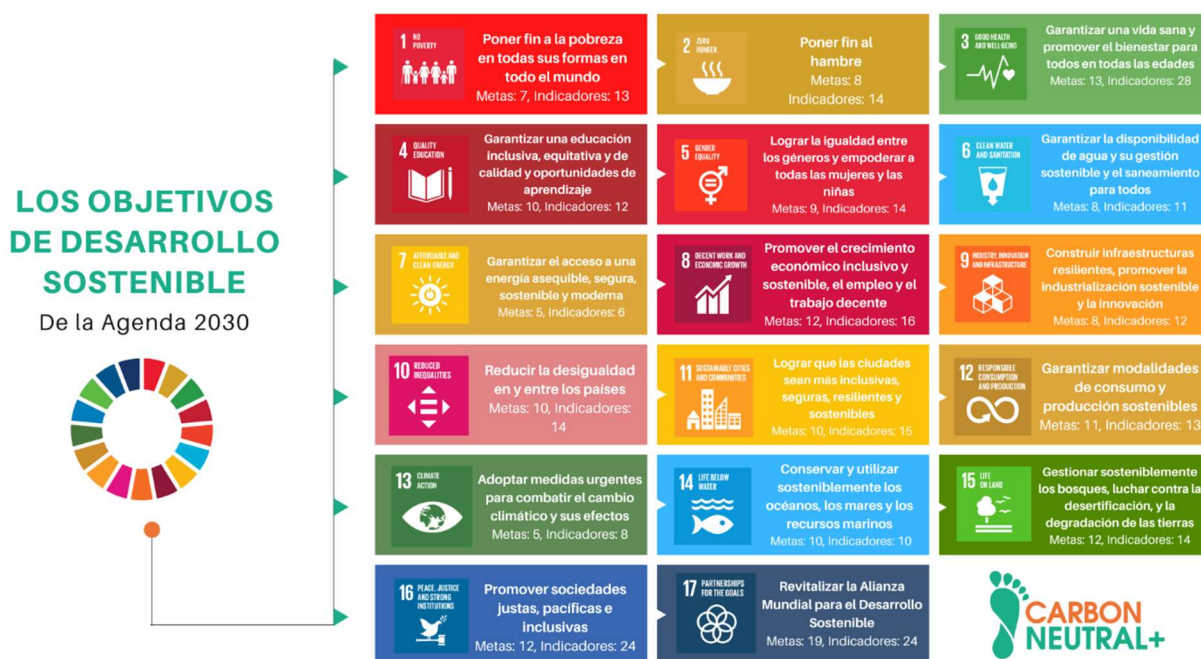 LOS OBJETIVOS
DE DESARROLLO
SOSTENIBLE
De la Agenda 2030
1 NO
POVERTY
Poner fin a la pobreza
en todas sus formas en
todo el mundo
Metas: 7, Indicadores: 13
2 ZERO
HUNGER
Poner fin al
hambre
Metas: 8
Indicadores: 14
3 GOOD HEALTH
AND WELL-BEING
Garantizar una vida sana y
promover el bienestar para
todos en todas las edades
Metas: 13, Indicadores: 28
4 QUALITY
EDUCATION
Garantizar una educación
inclusiva, equitativa y de
calidad y oportunidades de
aprendizaje
Metas: 10, Indicadores: 12
5 GENDER
EQUALITY
Lograr la igualdad entre
los géneros y empoderar a
todas las mujeres y las
niñas
Metas: 9, Indicadores: 14
6 CLEAN WATER
AND SANITATION
Garantizar la disponibilidad
de agua y su gestión
sostenible y el saneamiento
para todos
Metas: 8, Indicadores: 11
7 AFFORDABLE AND
CLEAN ENERGY
Garantizar el acceso a una
energía asequible, segura,
sostenible y moderna
Metas: 5, Indicadores: 6
8 DECENT WORK AND
ECONOMIC GROWTH
Promover el crecimiento
económico inclusivo y
sostenible, el empleo y el
trabajo decente
Metas: 12, Indicadores: 16
9 INDUSTRY, INNOVATION
AND INFRASTRUCTURE
Construir infraestructuras
resilientes, promover la
industrialización sostenible
y la innovación
Metas: 8, Indicadores: 12
10 REDUCED
INEQUALITIES
Reducir la desigualdad
en y entre los países
Metas: 10, Indicadores:
14
11 SUSTAINABLE CITIES
AND COMMUNITIES
Lograr que las ciudades
sean más inclusivas,
seguras, resilientes y
sostenibles
Metas: 10, Indicadores: 15
12 RESPONSIBLE
CONSUMPTION
AND PRODUCTION
Garantizar modalidades
de consumo y
producción sostenibles
Metas: 11, Indicadores: 13
13 CLIMATE
ACTION
Adoptar medidas urgentes
para combatir el cambio
climático y sus efectos
Metas: 5, Indicadores: 8
14 LIFE BELOW
WATER
Conservar y utilizar
sosteniblemente los
océanos, los mares y los
recursos marinos
Metas: 10, Indicadores: 10
15 LIFE
ON LAND
Gestionar sosteniblemente
los bosques, luchar contra la
desertificación, y la
degradación de las tierras
Metas: 12, Indicadores: 14
16 PEACE, JUSTICE
AND STRONG
INSTITUTIONS
Promover sociedades
justas, pacíficas e
inclusivas
Metas: 12, Indicadores: 24
17 PARTNERSHIPS
FOR THE GOALS
Revitalizar la Alianza
Mundial para el Desarrollo
Sostenible
Metas: 19, Indicadores: 24
CARBON
NEUTRAL+